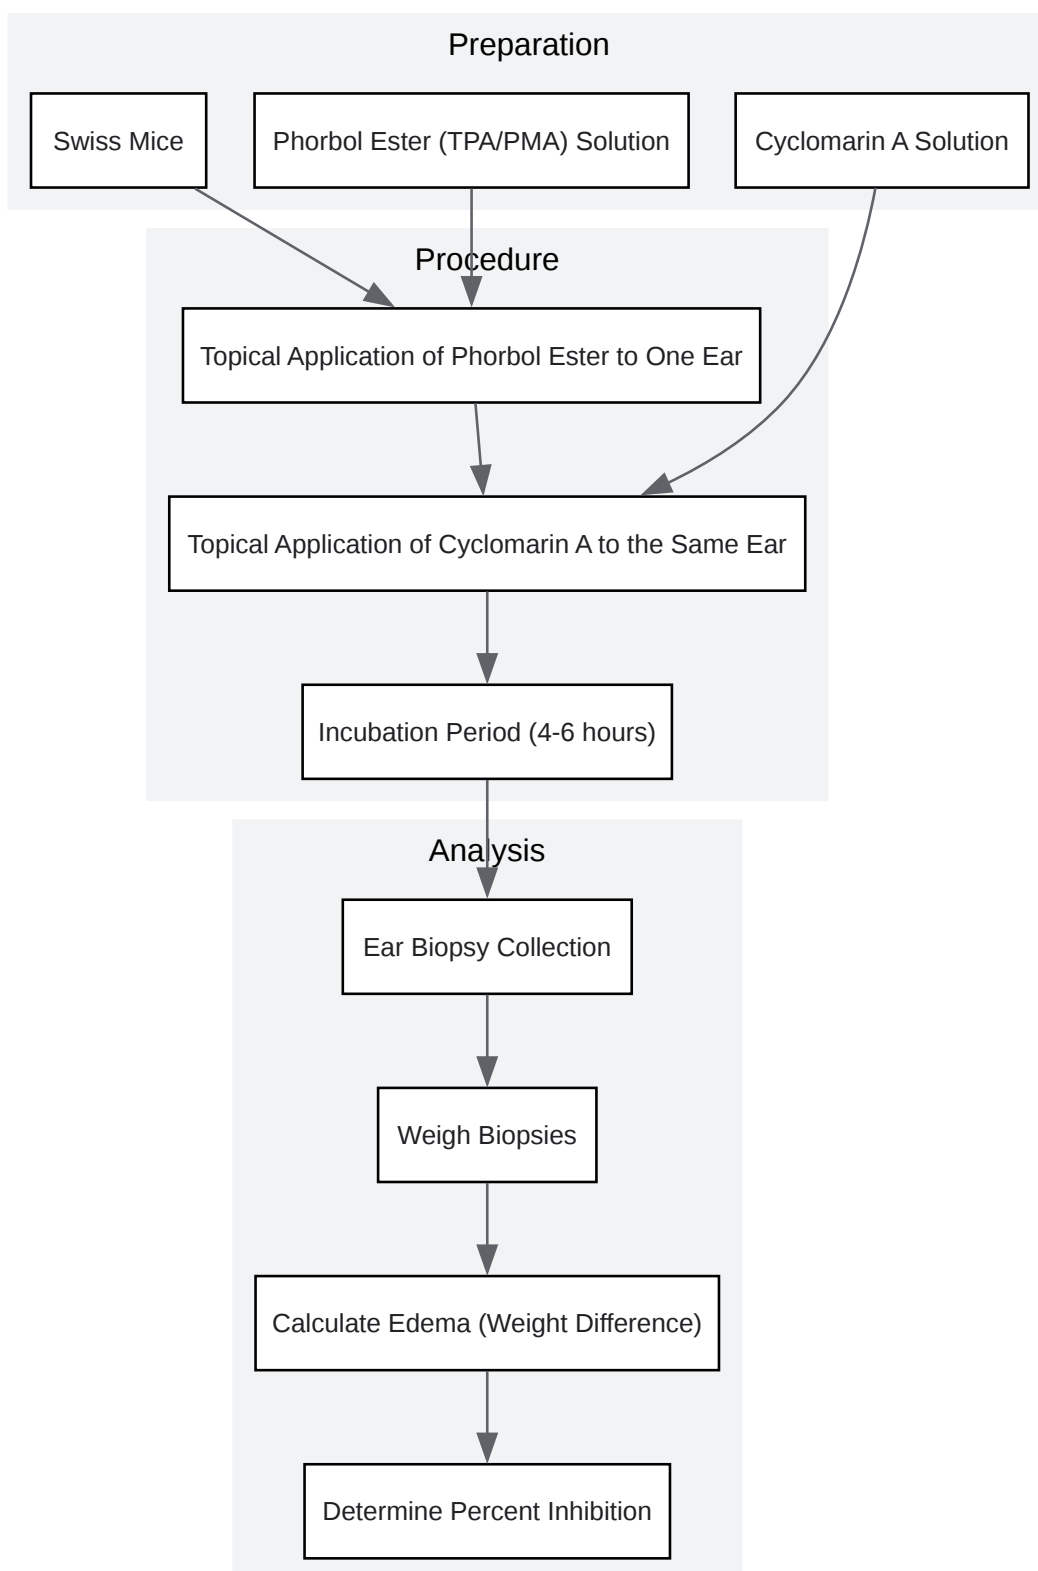 Preparation
Swiss Mice
Phorbol Ester (TPA/PMA) Solution
Cyclomarin A Solution
Procedure
Topical Application of Phorbol Ester to One Ear
Topical Application of Cyclomarin A to the Same Ear
Incubation Period (4-6 hours)
Analysis
Ear Biopsy Collection
Weigh Biopsies
Calculate Edema (Weight Difference)
Determine Percent Inhibition